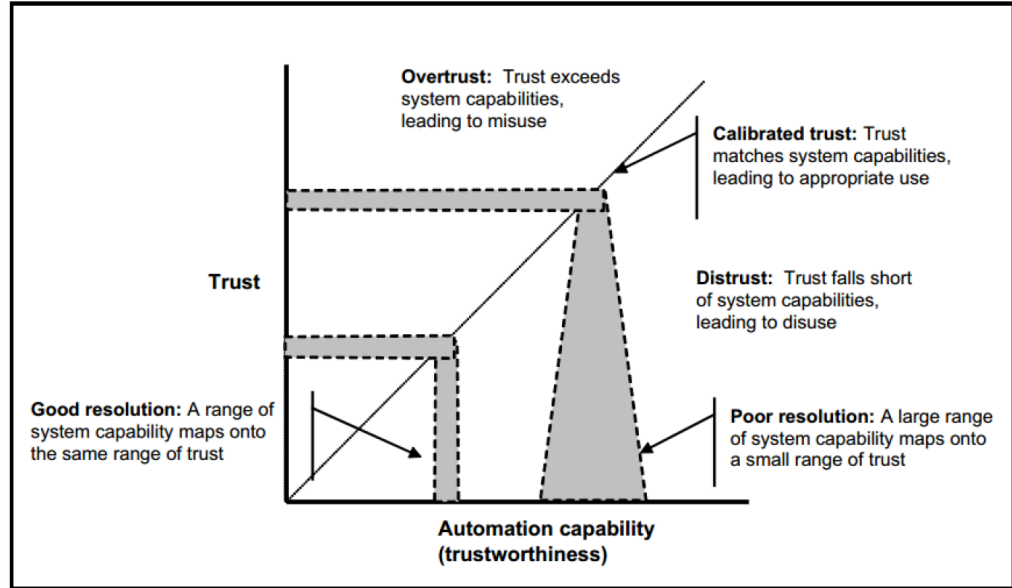 Overtrust: Trust exceeds
system capabilities,
leading to misuse
Calibrated trust: Trust
matches system capabilities,
leading to appropriate use
Trust
Distrust: Trust falls short
of system capabilities,
leading to disuse
Good resolution: A range of
system capability maps onto
the same range of trust
Poor resolution: A large range
of system capability maps onto
a small range of trust
Automation capability
(trustworthiness)